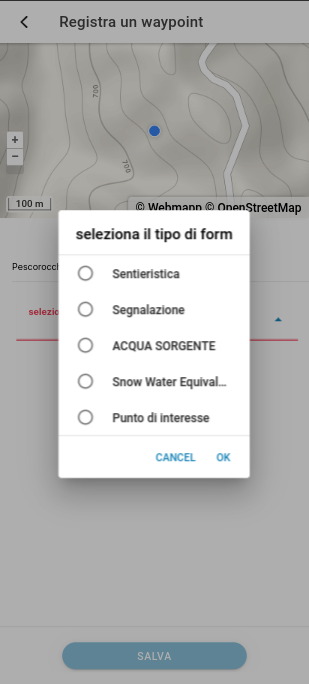 Registra un waypoint
700
+
700
−
100 m
© Webmapp © OpenStreetMap
seleziona il tipo di form
Pescorocch
Sentieristica
selezio
Segnalazione
ACQUA SORGENTE
Snow Water Equival...
Punto di interesse
CANCEL OK
SALVA